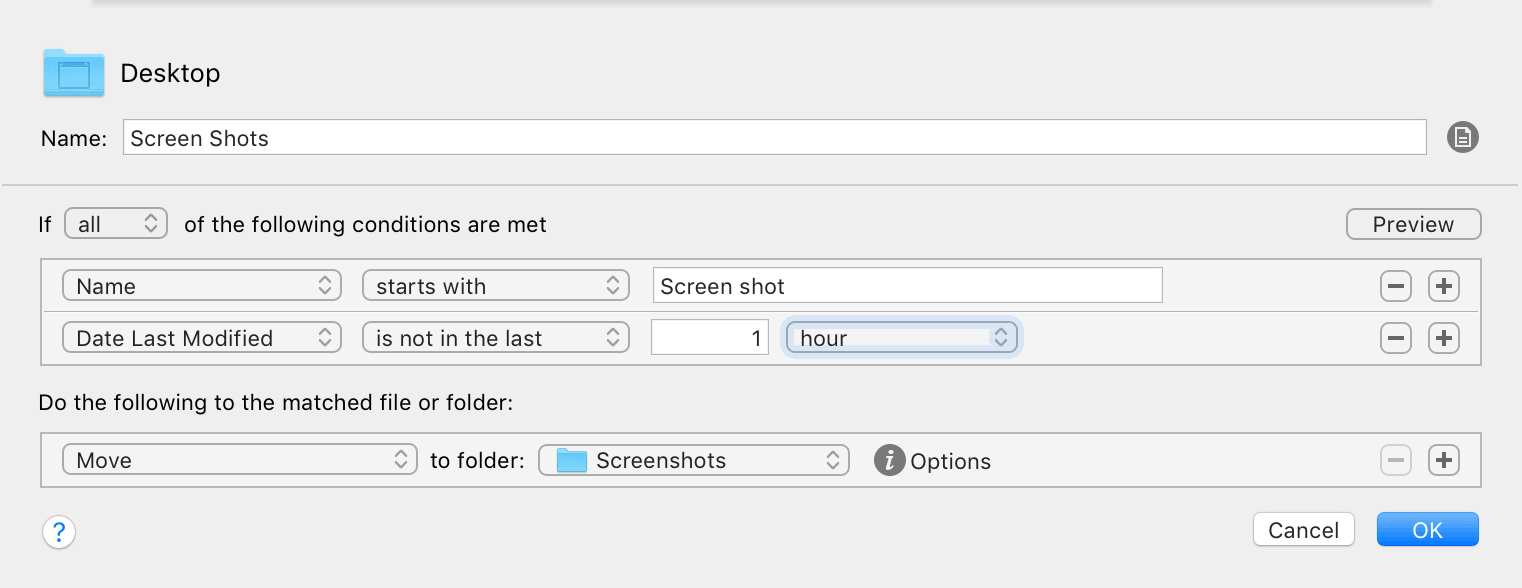 Desktop
Name: Screen Shots
If all of the following conditions are met Preview
Name starts with Screen shot
Date Last Modified is not in the last 1 hour
Do the following to the matched file or folder:
Move to folder: Screenshots i Options
? Cancel OK